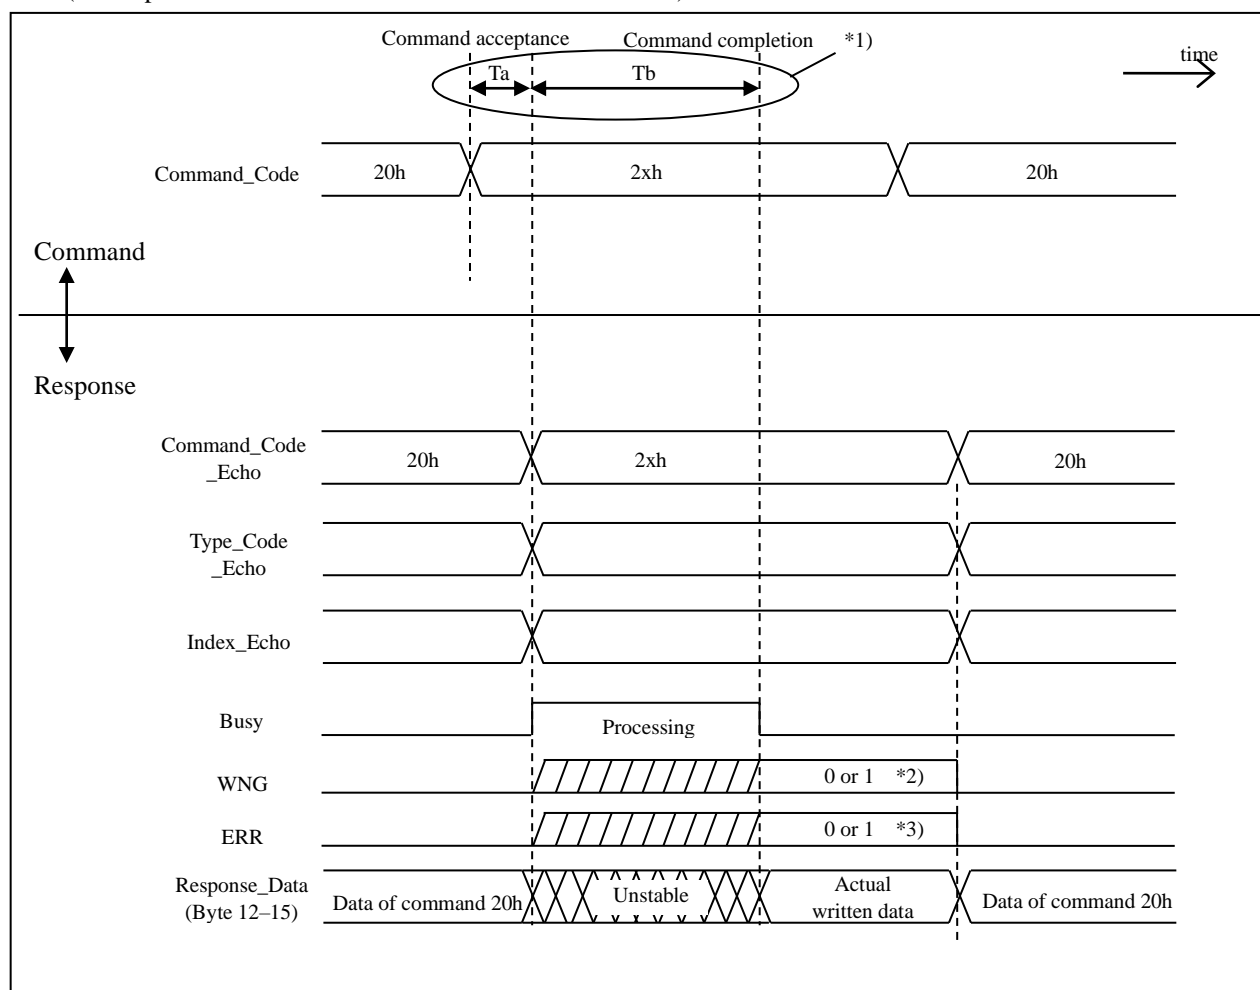 Command acceptance
Command completion
*1)
time
Ta
Tb
Command_Code
20h
2xh
20h
Command
Response
Command_Code
_Echo
20h
2xh
20h
Type_Code
_Echo
Index_Echo
Busy
Processing
WNG
0 or 1 *2)
ERR
0 or 1 *3)
Response_Data
(Byte 12–15)
Data of command 20h
Unstable
Actual
written data
Data of command 20h